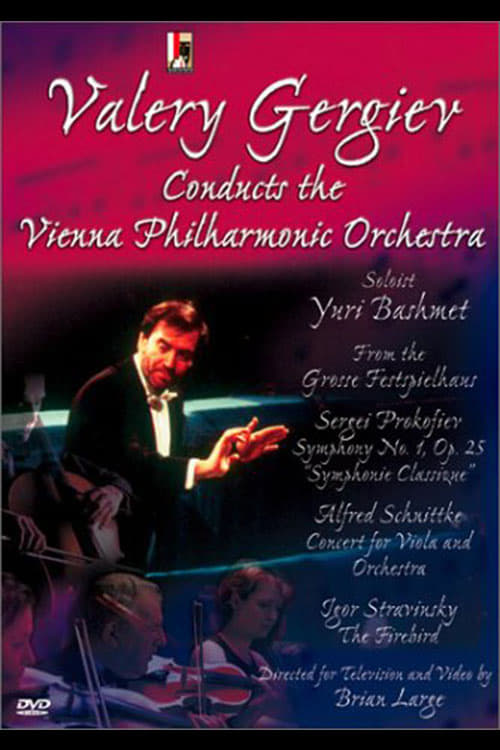 Valery Gergiev
Conducts the
Vienna Philharmonic Orchestra
Soloist
Yuri Bashmet
From the
Grosse Festspielhaus
Sergei Prokofiev
Symphony No. 1, Op. 25
"Symphonie Classique"
Alfred Schnittke
Concert for Viola and
Orchestra
Igor Stravinsky
The Firebird
Directed for Television and Video by
Brian Large
DVD